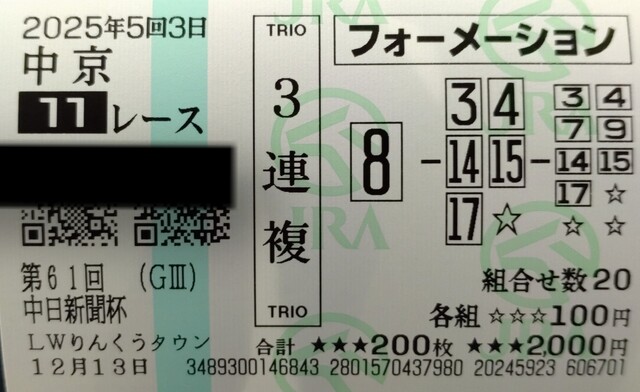 2025年5回3日
中京
11レース
第61回 (GⅢ)
中日新聞杯
LWりんくうタウン
12月13日
TRIO
3連複
TRIO
フォーメーション
8-3 4 14 15 17 ☆-3 4 7 9 14 15 17 ☆ ☆ ☆
組合せ数20
各組 ☆☆☆100円
合計 ★★★200枚 ★★★2,000円
3489300146843 2801570437980 20245923 606701
JRA
JRA
JRA